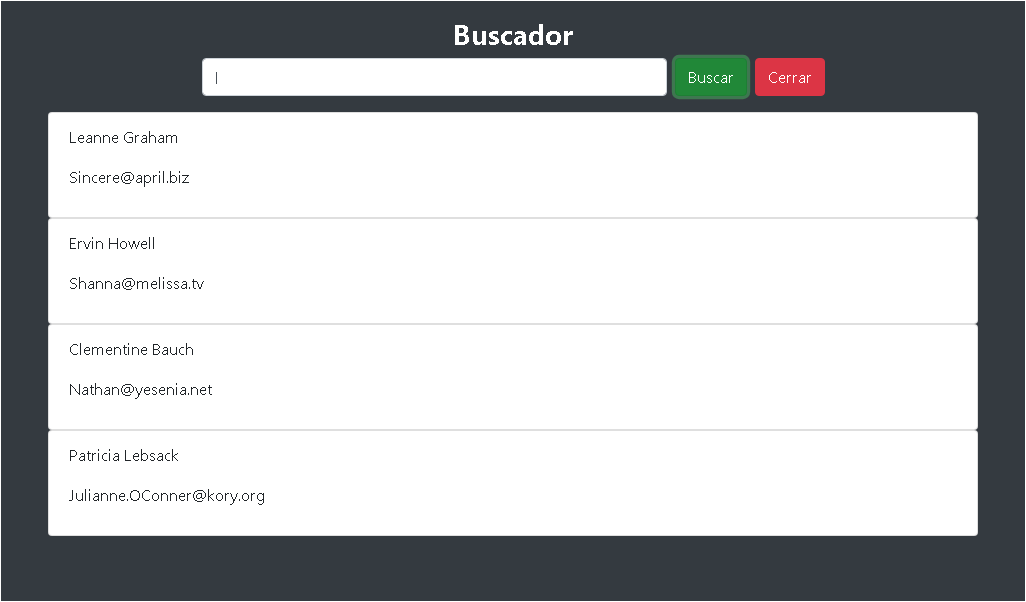 Buscador
Buscar Cerrar
Leanne Graham
Sincere@april.biz
Ervin Howell
Shanna@melissa.tv
Clementine Bauch
Nathan@yesenia.net
Patricia Lebsack
Julianne.OConner@kory.org